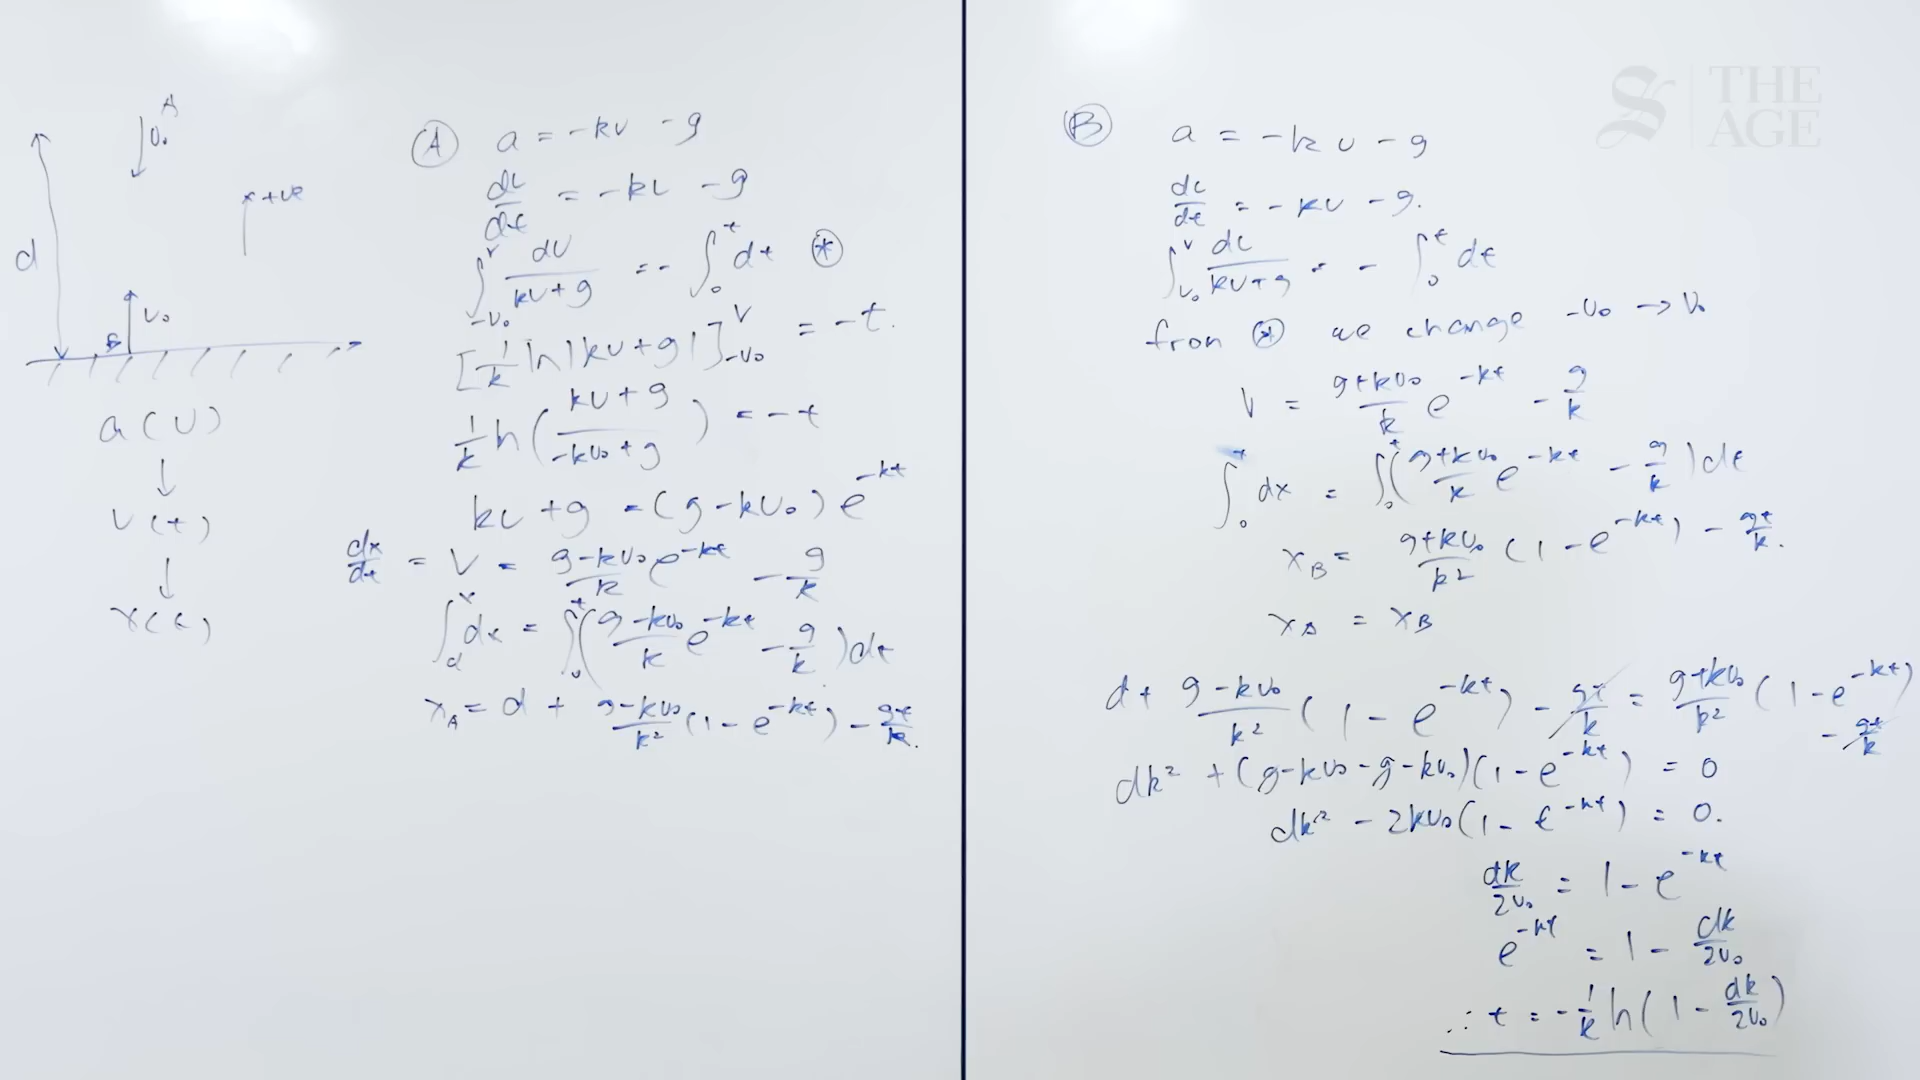 A
v₀
x +ve
d
v₀
B
a(v)
↓
v(t)
↓
x(t)
Ⓐ a = -kv - g
dv/dt = -kv - g
∫_{-v₀}^{v} dv/(kv+g) = - ∫_0^t dt ⊛
[1/k ln|kv+g|]_{-v₀}^{v} = -t.
1/k ln((kv+g)/(-kv₀+g)) = -t
kv + g = (g-kv₀) e^{-kt}
dx/dt = v = (g-kv₀)/k e^{-kt} - g/k
∫_d^x dx = ∫_0^t ((g-kv₀)/k e^{-kt} - g/k) dt
x_A = d + (g-kv₀)/k² (1-e^{-kt}) - gt/k.
Ⓑ a = -kv - g
dv/dt = -kv - g.
∫_{v₀}^{v} dv/(kv+g) = - ∫_0^t dt
from ⊛ we change -v₀ → v₀
v = (g+kv₀)/k e^{-kt} - g/k
∫_0^x dx = ∫_0^t ((g+kv₀)/k e^{-kt} - g/k) dt
x_B = (g+kv₀)/k² (1-e^{-kt}) - gt/k.
x_A = x_B
d + (g-kv₀)/k² (1-e^{-kt}) - gt/k = (g+kv₀)/k² (1-e^{-kt}) - gt/k
dk² + (g-kv₀-g-kv₀)(1-e^{-kt}) = 0
dk² - 2kv₀(1-e^{-kt}) = 0.
dk/2v₀ = 1 - e^{-kt}
e^{-kt} = 1 - dk/2v₀
∴ t = -1/k ln(1 - dk/2v₀)
THE
AGE